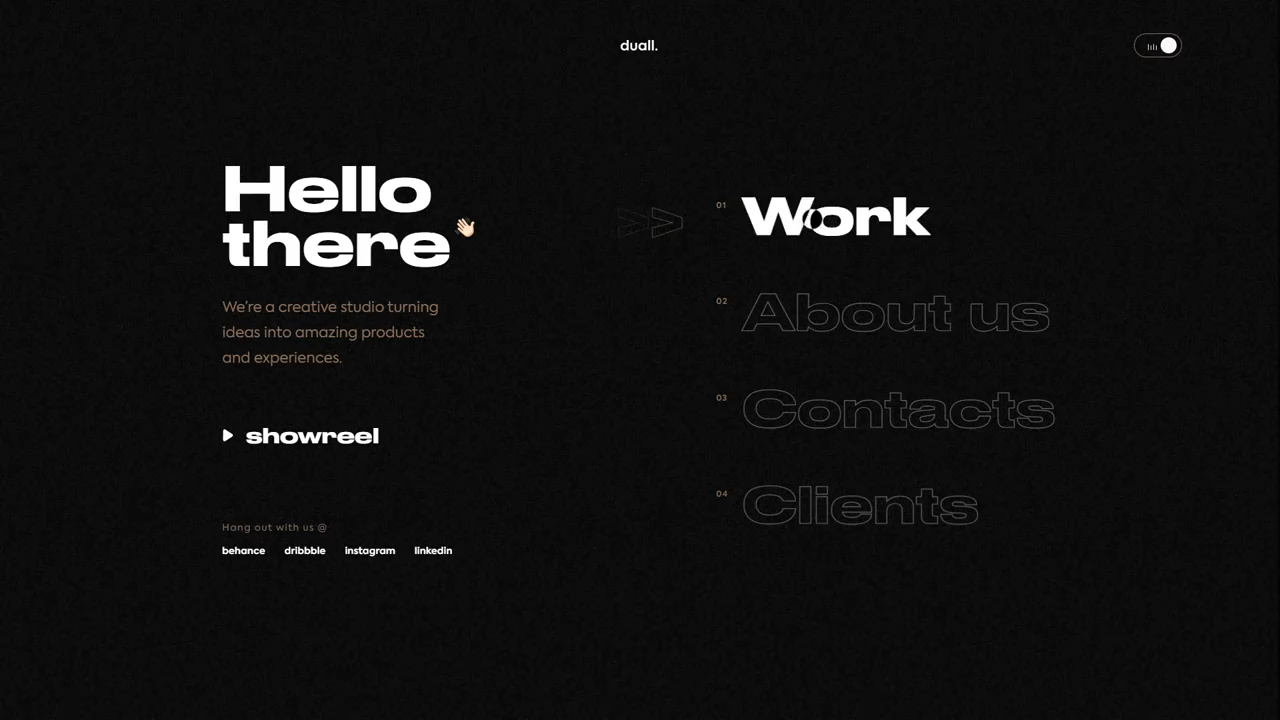 duall.
Hello
there
We're a creative studio turning
ideas into amazing products
and experiences.
showreel
Hang out with us @
behance dribbble instagram linkedin
01 Work
02 About us
03 Contacts
04 Clients